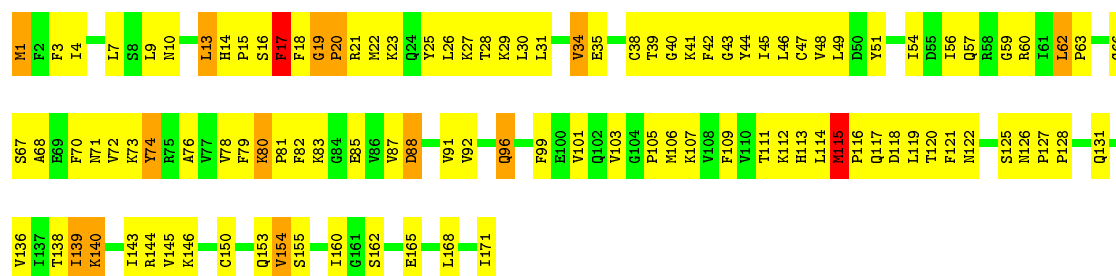 M1 F2 F3 I4 L7 S8 L9 N10 L13 H14 P15 S16 F17 F18 G19 P20 R21 M22 K23 Q24 Y25 L26 K27 T28 K29 L30 L31 V34 E35 C38 T39 G40 K41 F42 G43 Y44 I45 L46 C47 V48 L49 D50 Y51 I54 D55 I56 Q57 R58 G59 R60 I61 L62 P63
S67 A68 E69 F70 N71 V72 K73 Y74 R75 A76 V77 V78 F79 K80 P81 F82 K83 G84 E85 V86 V87 D88 V91 V92 Q96 F99 E100 V101 Q102 V103 G104 P105 M106 K107 V108 F109 V110 T111 K112 H113 L114 M115 P116 Q117 D118 L119 T120 F121 N122 S125 N126 P127 P128 Q131
V136 I137 T138 I139 K140 I143 R144 V145 K146 C150 Q153 V154 S155 I160 G161 S162 E165 L168 I171